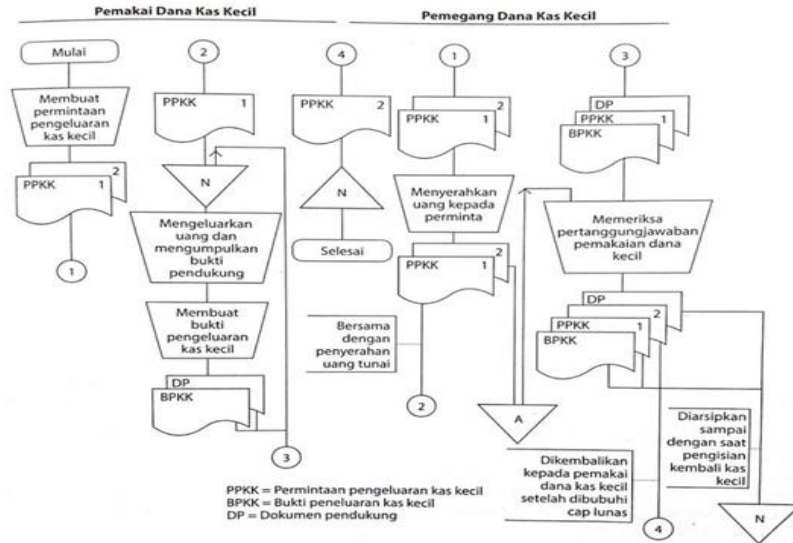 Pemakai Dana Kas Kecil
Pemegang Dana Kas Kecil
Mulai
Membuat
permintaan
pengeluaran
kas kecil
2
PPKK 1
1
2
PPKK 1
N
Mengeluarkan
uang dan
mengumpulkan
bukti
pendukung
Membuat
bukti
pengeluaran
kas kecil
DP
BPKK
3
4
PPKK 2
N
Selesai
1
2
PPKK 1
Menyerahkan
uang kepada
perminta
2
PPKK 1
Bersama
dengan
penyerahan
uang tunai
2
A
3
DP
PPKK 1
BPKK
Memeriksa
pertanggungjawaban
pemakaian dana
kecil
DP
2
PPKK 1
BPKK
Dikembalikan
kepada pemakai
dana kas kecil
setelah dibubuhi
cap lunas
4
Diarsipkan
sampai
dengan saat
pengisian
kembali kas
kecil
N
PPKK = Permintaan pengeluaran kas kecil
BPKK = Bukti peneluaran kas kecil
DP = Dokumen pendukung